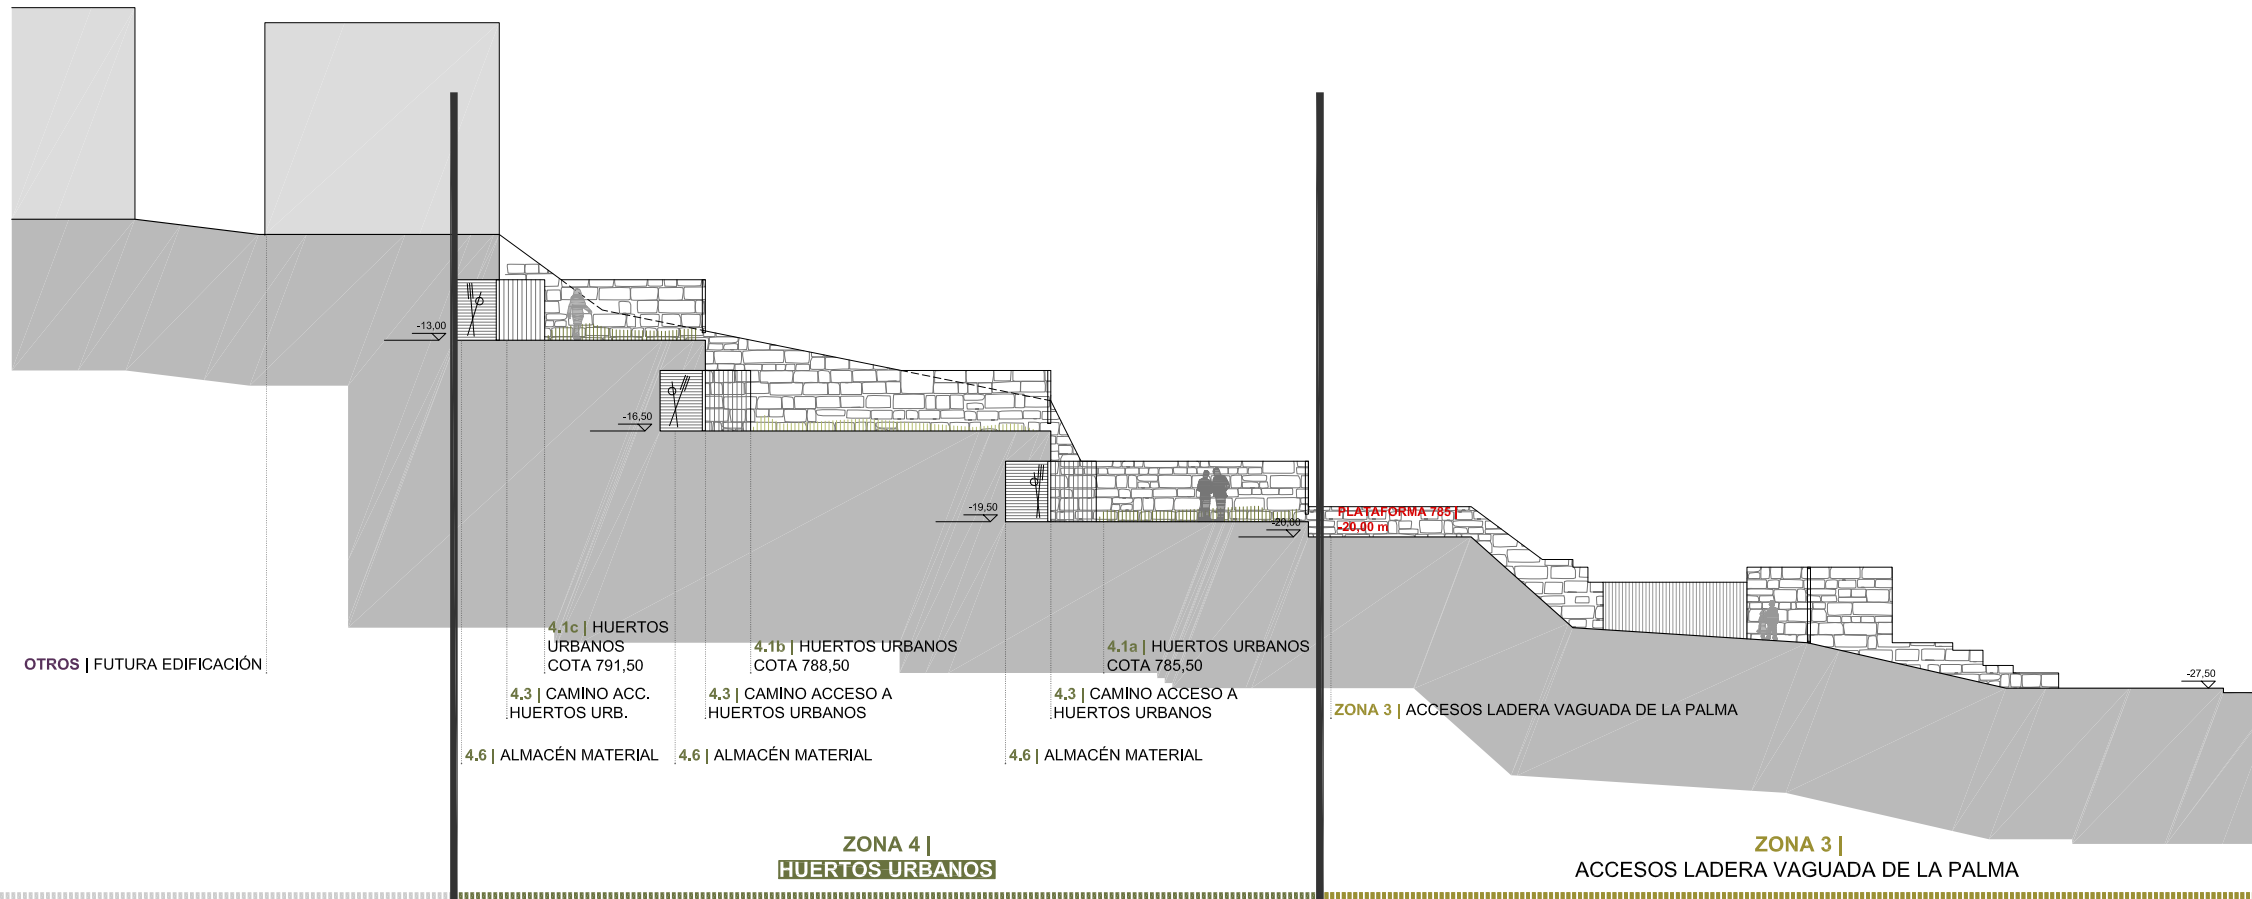 -13,00
-16,50
-19,50
-20,00
PLATAFORMA 785 |
-20,00 m
-27,50
OTROS | FUTURA EDIFICACIÓN
4.1c | HUERTOS
URBANOS
COTA 791,50
4.3 | CAMINO ACC.
HUERTOS URB.
4.6 | ALMACÉN MATERIAL
4.1b | HUERTOS URBANOS
COTA 788,50
4.3 | CAMINO ACCESO A
HUERTOS URBANOS
4.6 | ALMACÉN MATERIAL
4.1a | HUERTOS URBANOS
COTA 785,50
4.3 | CAMINO ACCESO A
HUERTOS URBANOS
4.6 | ALMACÉN MATERIAL
ZONA 3 | ACCESOS LADERA VAGUADA DE LA PALMA
ZONA 4 |
HUERTOS URBANOS
ZONA 3 |
ACCESOS LADERA VAGUADA DE LA PALMA